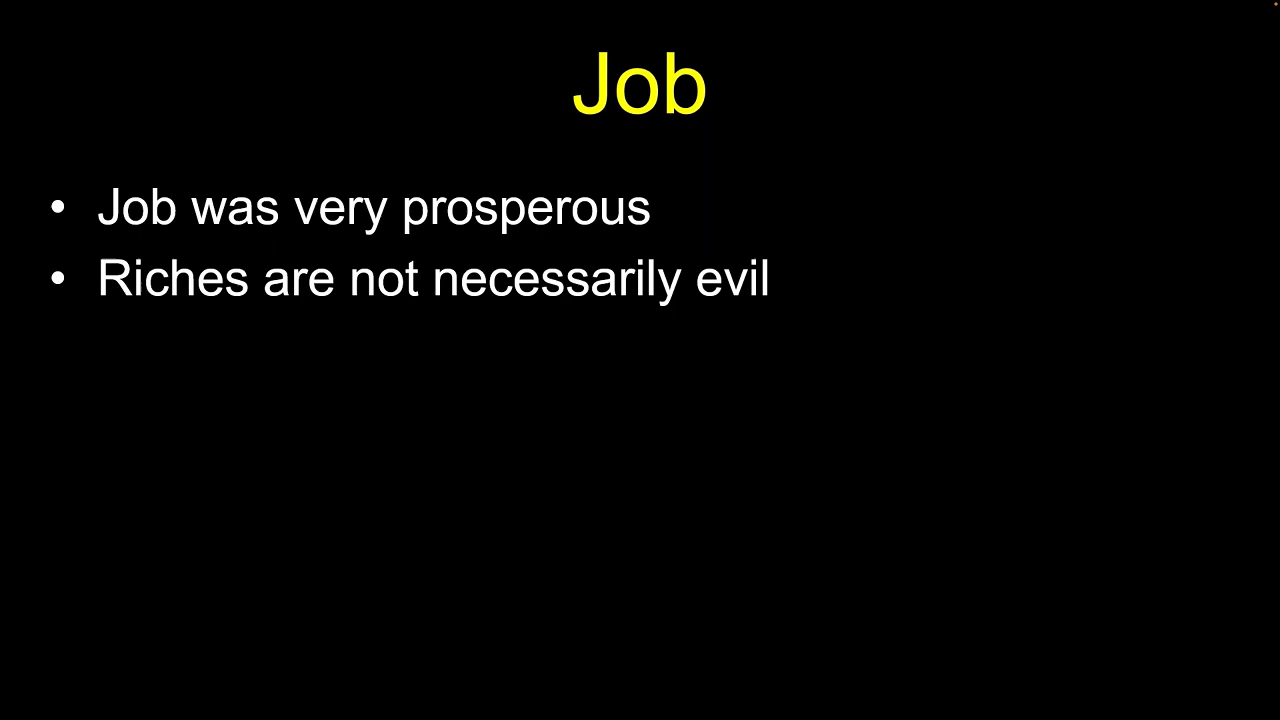 Job
• Job was very prosperous
• Riches are not necessarily evil